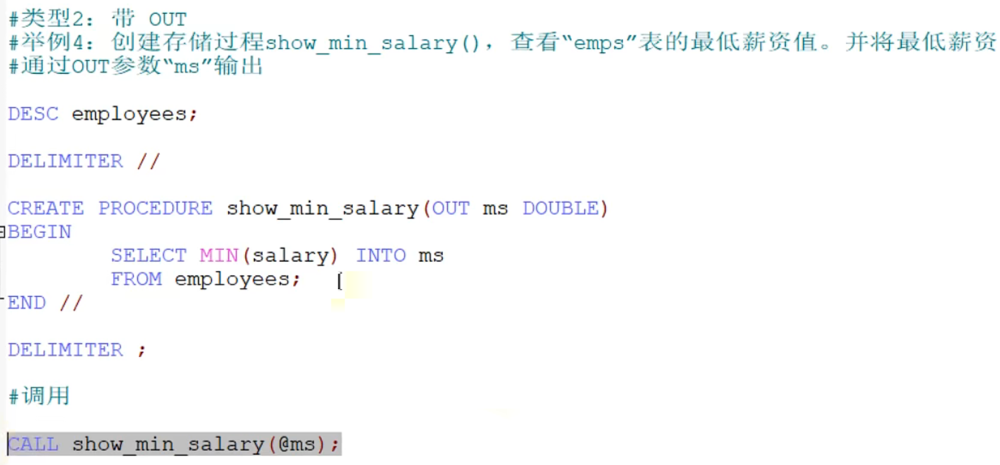 #类型2：带 OUT
#举例4：创建存储过程show_min_salary()，查看“emps”表的最低薪资值。并将最低薪资
#通过OUT参数“ms”输出
DESC employees;
DELIMITER //
CREATE PROCEDURE show_min_salary(OUT ms DOUBLE)
BEGIN
SELECT MIN(salary) INTO ms
FROM employees;
END //
DELIMITER ;
#调用
CALL show_min_salary(@ms);